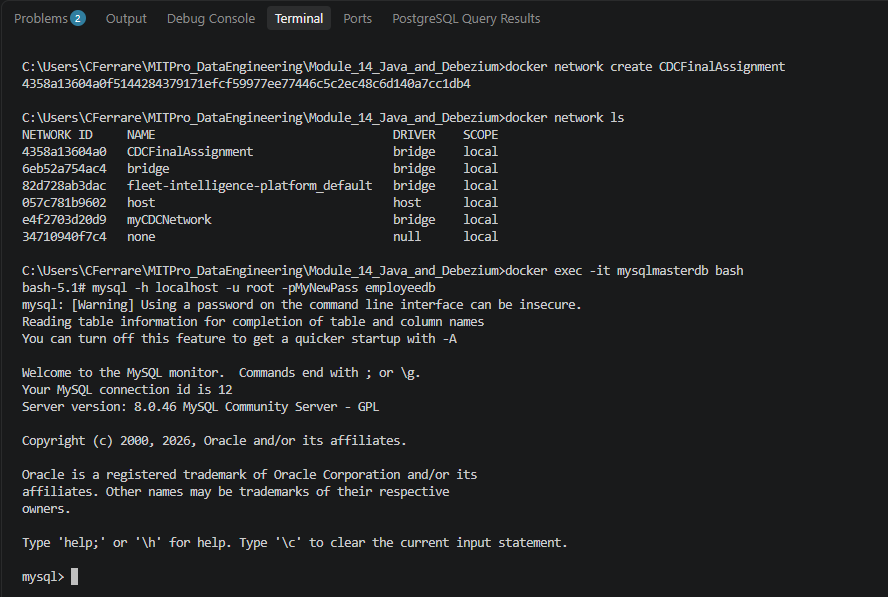 Problems 2 Output Debug Console Terminal Ports PostgreSQL Query Results
C:\Users\CFerrare\MITPro_DataEngineering\Module_14_Java_and_Debezium>docker network create CDCFinalAssignment
4358a13604a0f5144284379171efcf59977ee77446c5c2ec48c6d140a7cc1db4
C:\Users\CFerrare\MITPro_DataEngineering\Module_14_Java_and_Debezium>docker network ls
NETWORK ID NAME DRIVER SCOPE
4358a13604a0 CDCFinalAssignment bridge local
6eb52a754ac4 bridge bridge local
82d728ab3dac fleet-intelligence-platform_default bridge local
057c781b9602 host host local
e4f2703d20d9 myCDCNetwork bridge local
34710940f7c4 none null local
C:\Users\CFerrare\MITPro_DataEngineering\Module_14_Java_and_Debezium>docker exec -it mysqlmasterdb bash
bash-5.1# mysql -h localhost -u root -pMyNewPass employeedb
mysql: [Warning] Using a password on the command line interface can be insecure.
Reading table information for completion of table and column names
You can turn off this feature to get a quicker startup with -A
Welcome to the MySQL monitor. Commands end with ; or \g.
Your MySQL connection id is 12
Server version: 8.0.46 MySQL Community Server - GPL
Copyright (c) 2000, 2026, Oracle and/or its affiliates.
Oracle is a registered trademark of Oracle Corporation and/or its
affiliates. Other names may be trademarks of their respective
owners.
Type 'help;' or '\h' for help. Type '\c' to clear the current input statement.
mysql>